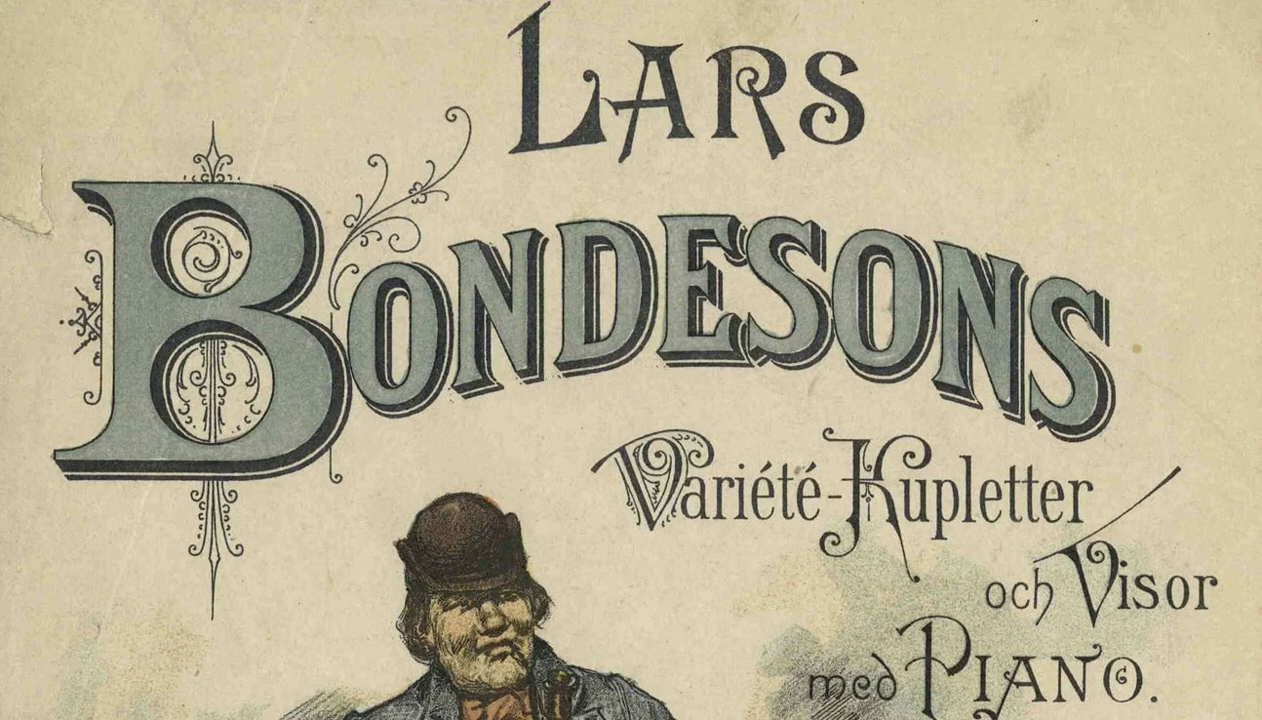 LARS
BONDESONS
Variété-Kupletter
och Visor
med PIANO.